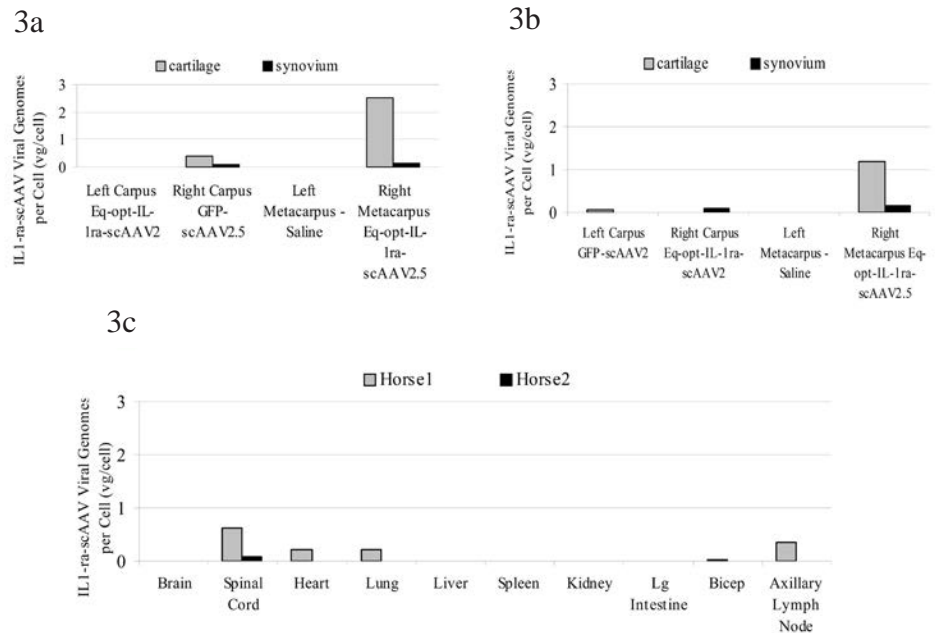 3a
cartilage synovium
IL1-ra-scAAV Viral Genomes
per Cell (vg/cell)
3
2
1
0
Left Carpus
Eq-opt-IL-
1ra-scAAV2
Right Carpus
GFP-
scAAV2.5
Left
Metacarpus -
Saline
Right
Metacarpus
Eq-opt-IL-
1ra-
scAAV2.5
3b
cartilage synovium
IL1-ra-scAAV Viral Genomes
per Cell (vg/cell)
3
2
1
0
Left Carpus
GFP-scAAV2
Right Carpus
Eq-opt-IL-1ra-
scAAV2
Left
Metacarpus -
Saline
Right
Metacarpus Eq-
opt-IL-1ra-
scAAV2.5
3c
Horse1 Horse2
IL1-ra-scAAV Viral Genomes
per Cell (vg/cell)
3
2
1
0
Brain
Spinal
Cord
Heart
Lung
Liver
Spleen
Kidney
Lg
Intestine
Bicep
Axillary
Lymph
Node